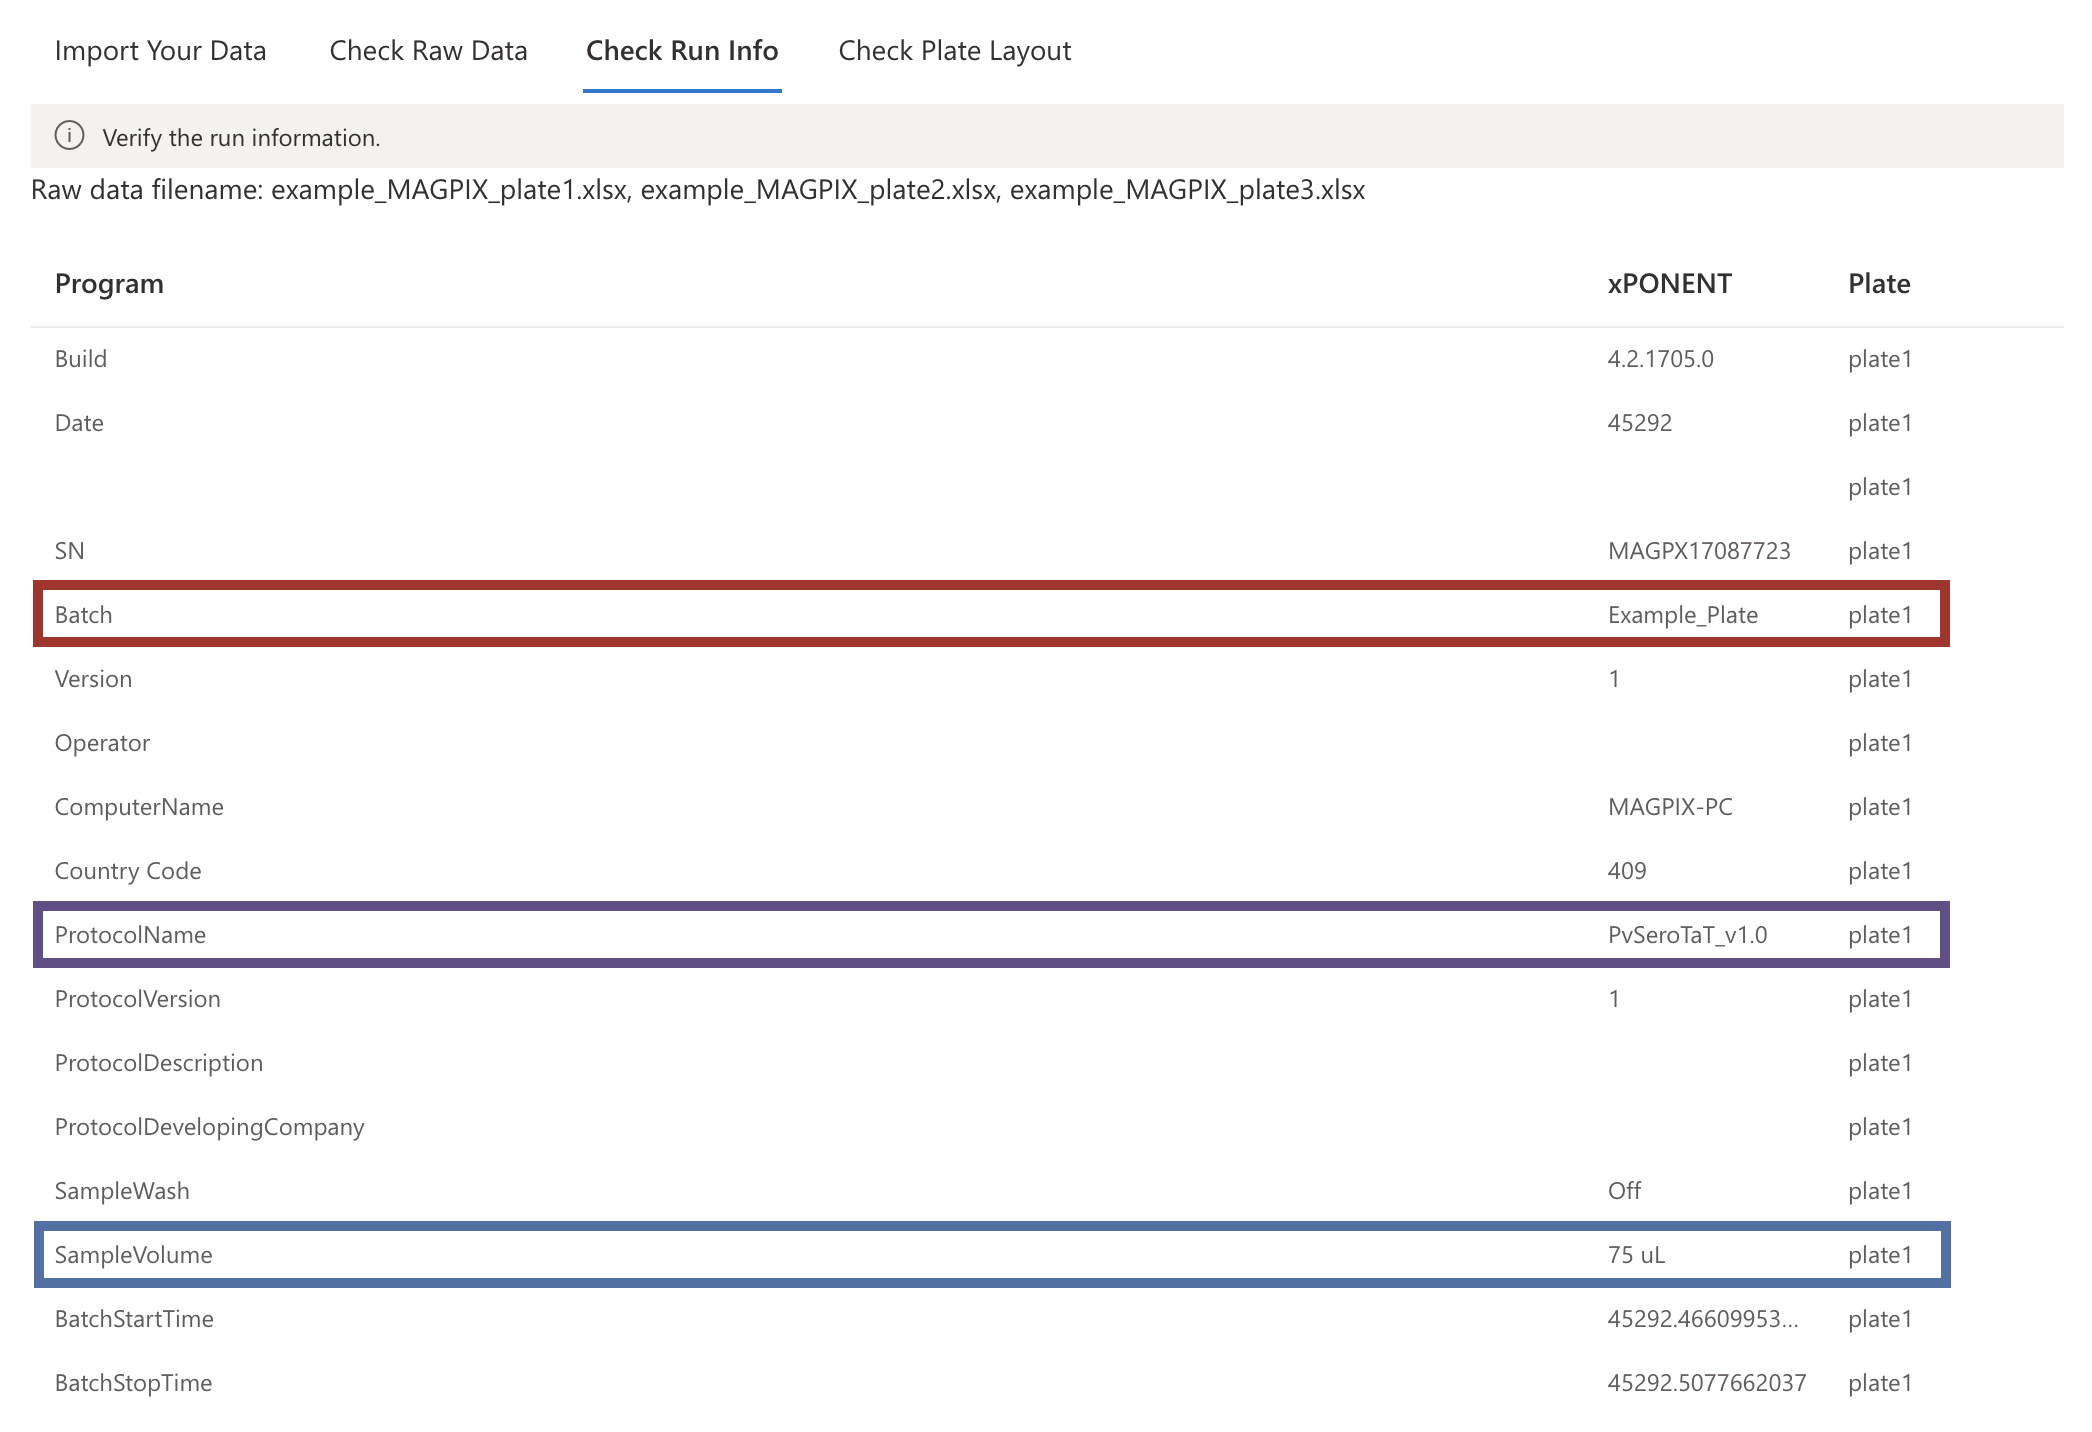 Import Your Data Check Raw Data Check Run Info Check Plate Layout
Verify the run information.
Raw data filename: example_MAGPIX_plate1.xlsx, example_MAGPIX_plate2.xlsx, example_MAGPIX_plate3.xlsx
Program xPONENT Plate
Build 4.2.1705.0 plate1
Date 45292 plate1
plate1
SN MAGPX17087723 plate1
Batch Example_Plate plate1
Version 1 plate1
Operator plate1
ComputerName MAGPIX-PC plate1
Country Code 409 plate1
ProtocolName PvSeroTaT_v1.0 plate1
ProtocolVersion 1 plate1
ProtocolDescription plate1
ProtocolDevelopingCompany plate1
SampleWash Off plate1
SampleVolume 75 uL plate1
BatchStartTime 45292.46609953... plate1
BatchStopTime 45292.5077662037 plate1